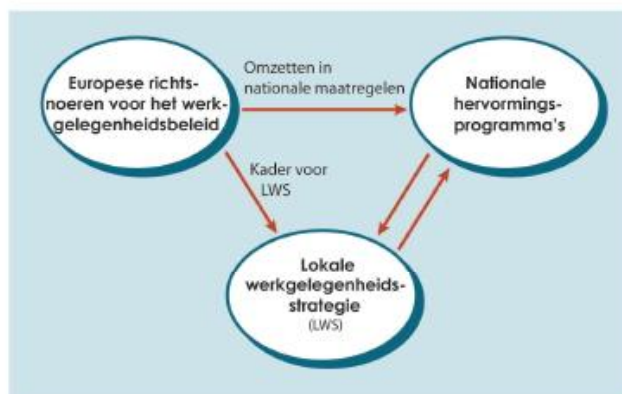 Europese richts-
noeren voor het werk-
gelegenheidsbeleid
Omzetten in
nationale maatregelen
Nationale
hervormings-
programma's
Kader voor
LWS
Lokale
werkgelegenheids-
strategie
(LWS)